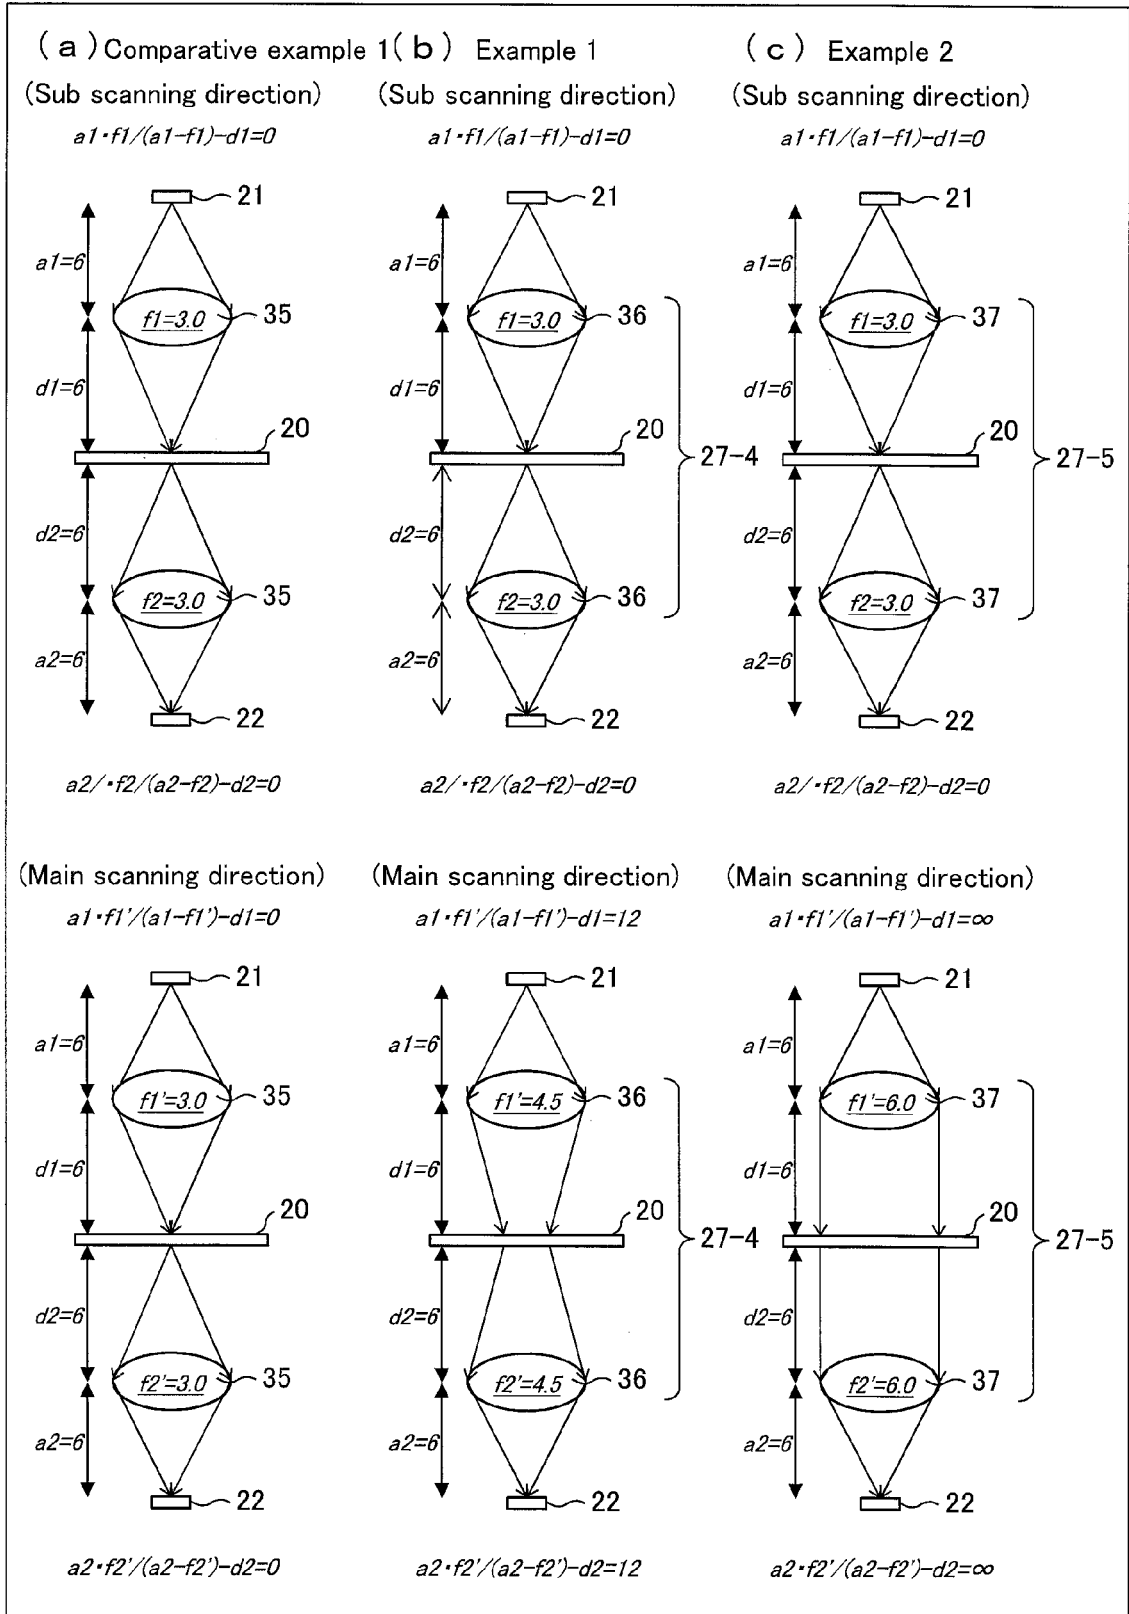 (a) Comparative example 1 (b) Example 1 (c) Example 2
(Sub scanning direction) (Sub scanning direction) (Sub scanning direction)
a1・f1/(a1-f1)-d1=0 a1・f1/(a1-f1)-d1=0 a1・f1/(a1-f1)-d1=0
21 21 21
a1=6 a1=6 a1=6
f1=3.0 35 f1=3.0 36 f1=3.0 37
d1=6 d1=6 d1=6
20 20 20
27-4 27-5
d2=6 d2=6 d2=6
f2=3.0 35 f2=3.0 36 f2=3.0 37
a2=6 a2=6 a2=6
22 22 22
a2/・f2/(a2-f2)-d2=0 a2/・f2/(a2-f2)-d2=0 a2/・f2/(a2-f2)-d2=0
(Main scanning direction) (Main scanning direction) (Main scanning direction)
a1・f1'/(a1-f1')-d1=0 a1・f1'/(a1-f1')-d1=12 a1・f1'/(a1-f1')-d1=∞
21 21 21
a1=6 a1=6 a1=6
f1'=3.0 35 f1'=4.5 36 f1'=6.0 37
d1=6 d1=6 d1=6
20 20 20
27-4 27-5
d2=6 d2=6 d2=6
f2'=3.0 35 f2'=4.5 36 f2'=6.0 37
a2=6 a2=6 a2=6
22 22 22
a2・f2'/(a2-f2')-d2=0 a2・f2'/(a2-f2')-d2=12 a2・f2'/(a2-f2')-d2=∞